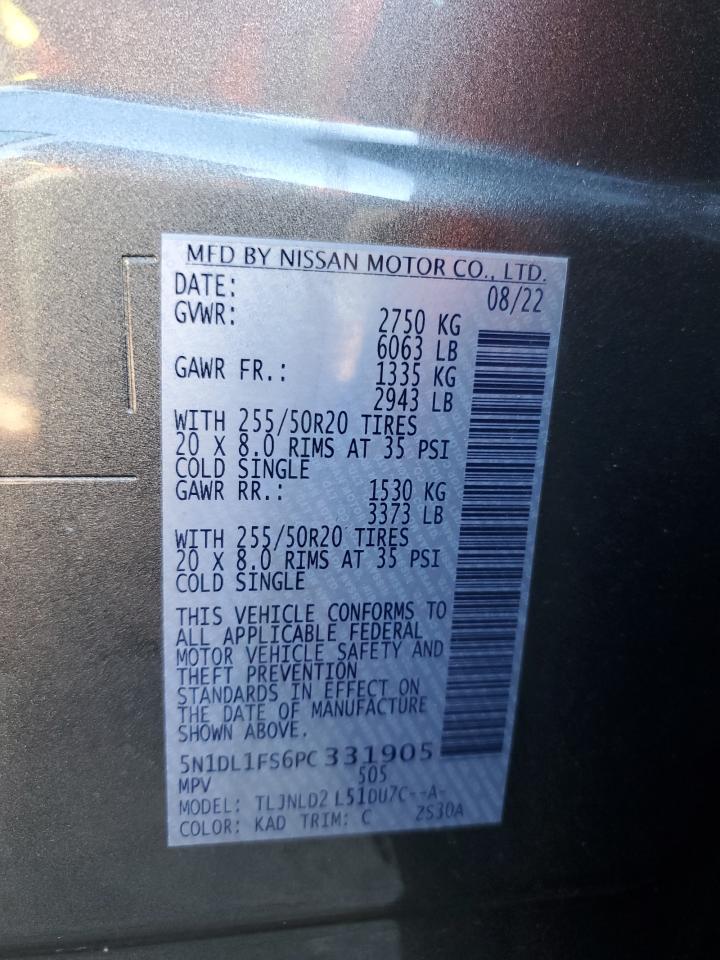 MFD BY NISSAN MOTOR CO., LTD.
DATE: 08/22
GVWR: 2750 KG
6063 LB
GAWR FR.: 1335 KG
2943 LB
WITH 255/50R20 TIRES
20 X 8.0 RIMS AT 35 PSI
COLD SINGLE
GAWR RR.: 1530 KG
3373 LB
WITH 255/50R20 TIRES
20 X 8.0 RIMS AT 35 PSI
COLD SINGLE
THIS VEHICLE CONFORMS TO
ALL APPLICABLE FEDERAL
MOTOR VEHICLE SAFETY AND
THEFT PREVENTION
STANDARDS IN EFFECT ON
THE DATE OF MANUFACTURE
SHOWN ABOVE.
5N1DL1FS6PC 331905
MPV 505
MODEL: TLJNLD2 L51DU7C--A-
COLOR: KAD TRIM: C ZS30A